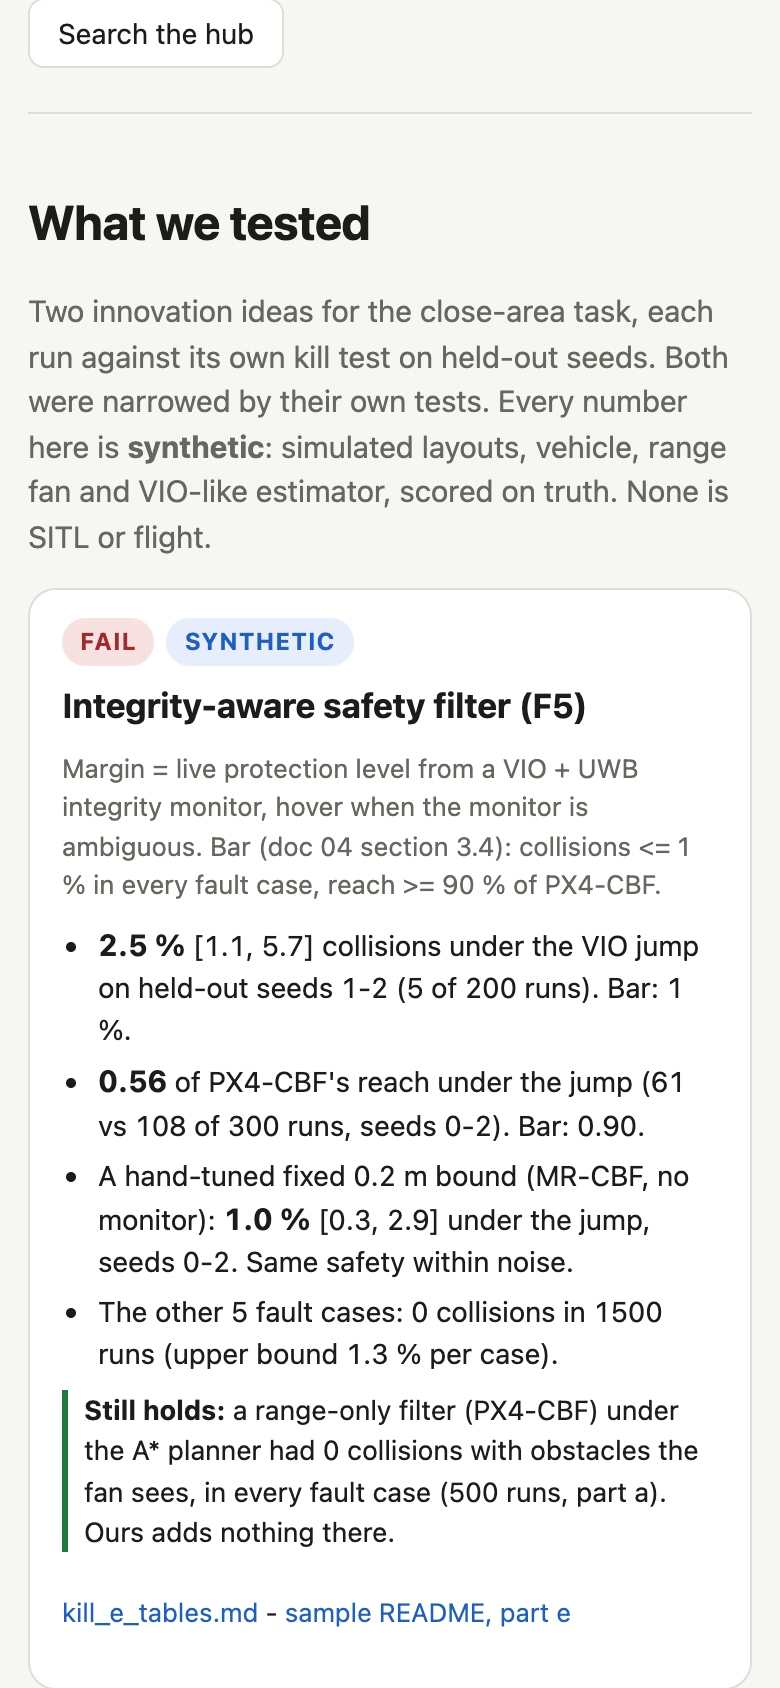 Search the hub
What we tested
Two innovation ideas for the close-area task, each
run against its own kill test on held-out seeds. Both
were narrowed by their own tests. Every number
here is synthetic: simulated layouts, vehicle, range
fan and VIO-like estimator, scored on truth. None is
SITL or flight.
FAIL SYNTHETIC
Integrity-aware safety filter (F5)
Margin = live protection level from a VIO + UWB
integrity monitor, hover when the monitor is
ambiguous. Bar (doc 04 section 3.4): collisions <= 1
% in every fault case, reach >= 90 % of PX4-CBF.
• 2.5 % [1.1, 5.7] collisions under the VIO jump
on held-out seeds 1-2 (5 of 200 runs). Bar: 1
%.
• 0.56 of PX4-CBF's reach under the jump (61
vs 108 of 300 runs, seeds 0-2). Bar: 0.90.
• A hand-tuned fixed 0.2 m bound (MR-CBF, no
monitor): 1.0 % [0.3, 2.9] under the jump,
seeds 0-2. Same safety within noise.
• The other 5 fault cases: 0 collisions in 1500
runs (upper bound 1.3 % per case).
Still holds: a range-only filter (PX4-CBF) under
the A* planner had 0 collisions with obstacles the
fan sees, in every fault case (500 runs, part a).
Ours adds nothing there.
kill_e_tables.md - sample README, part e